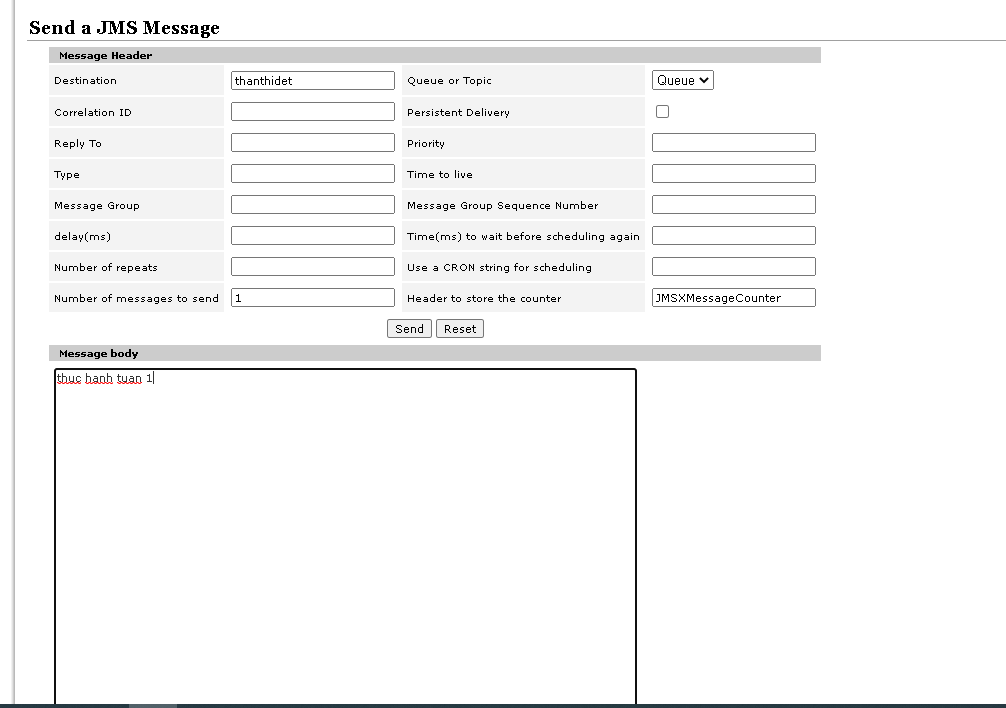 Send a JMS Message
Message Header
Destination thanthidet Queue or Topic Queue
Correlation ID Persistent Delivery
Reply To Priority
Type Time to live
Message Group Message Group Sequence Number
delay(ms) Time(ms) to wait before scheduling again
Number of repeats Use a CRON string for scheduling
Number of messages to send 1 Header to store the counter JMSXMessageCounter
Send Reset
Message body
thuc hanh tuan 1